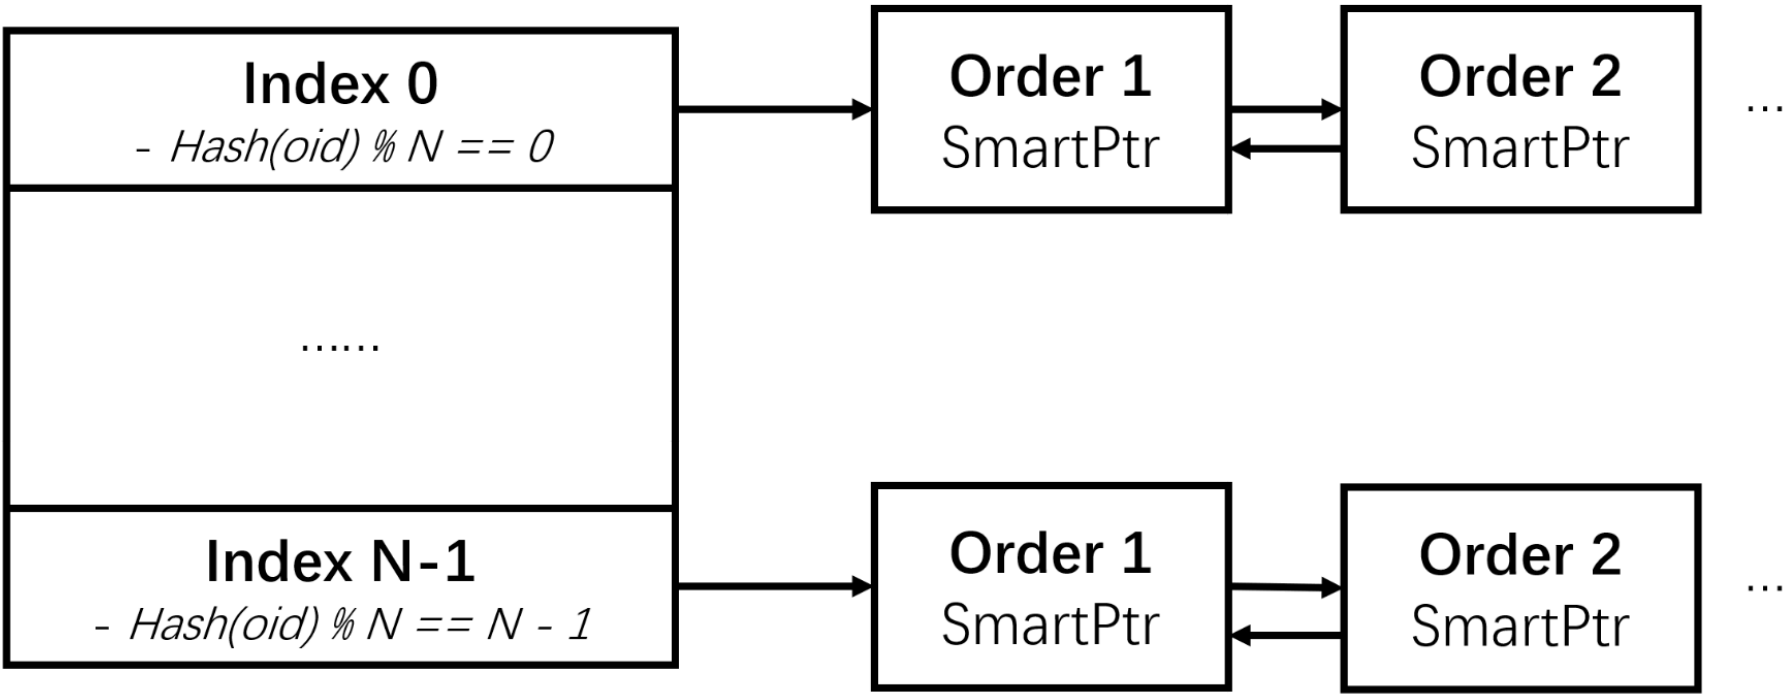 Index 0
- Hash(oid) % N == 0
Order 1
SmartPtr
Order 2
SmartPtr
...
......
Index N-1
- Hash(oid) % N == N - 1
Order 1
SmartPtr
Order 2
SmartPtr
...